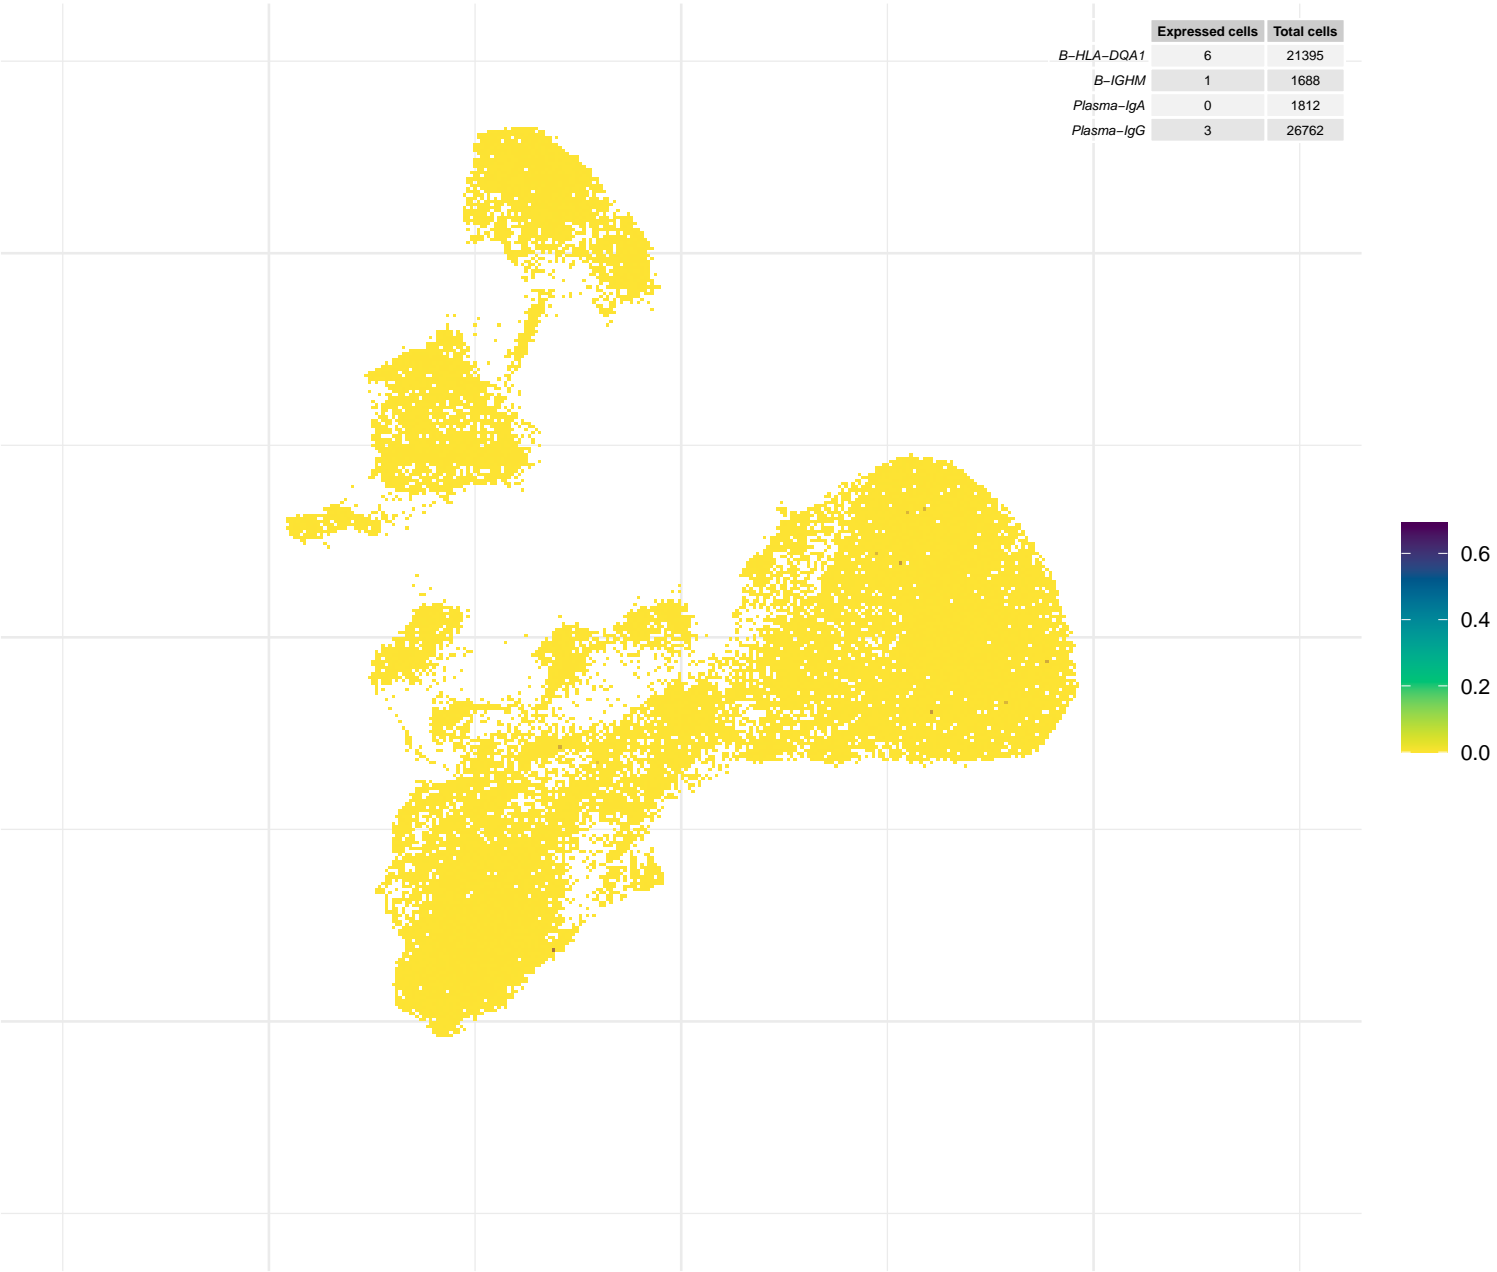 Expressed cells Total cells
B−HLA−DQA1 6 21395
B−IGHM 1 1688
Plasma−IgA 0 1812
Plasma−IgG 3 26762
0.6
0.4
0.2
0.0